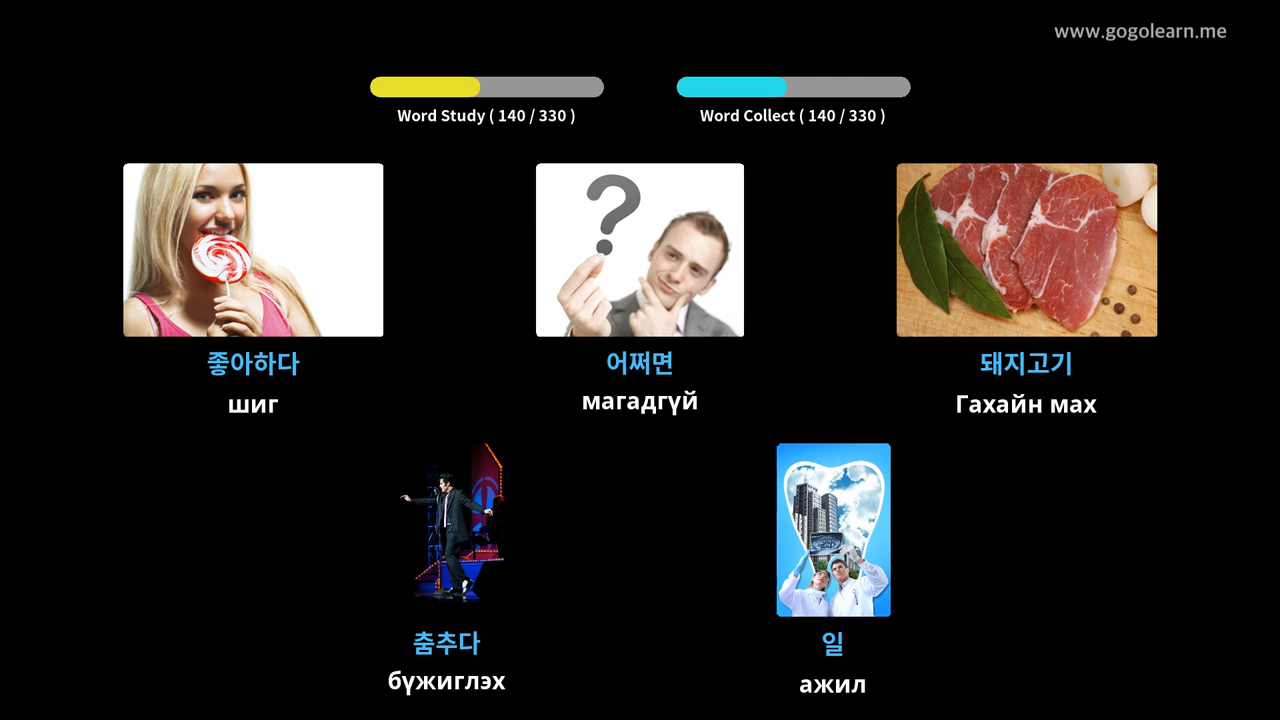 www.gogolearn.me
Word Study ( 140 / 330 )
Word Collect ( 140 / 330 )
좋아하다
шиг
어쩌면
магадгүй
돼지고기
Гахайн мах
춤추다
бүжиглэх
일
ажил